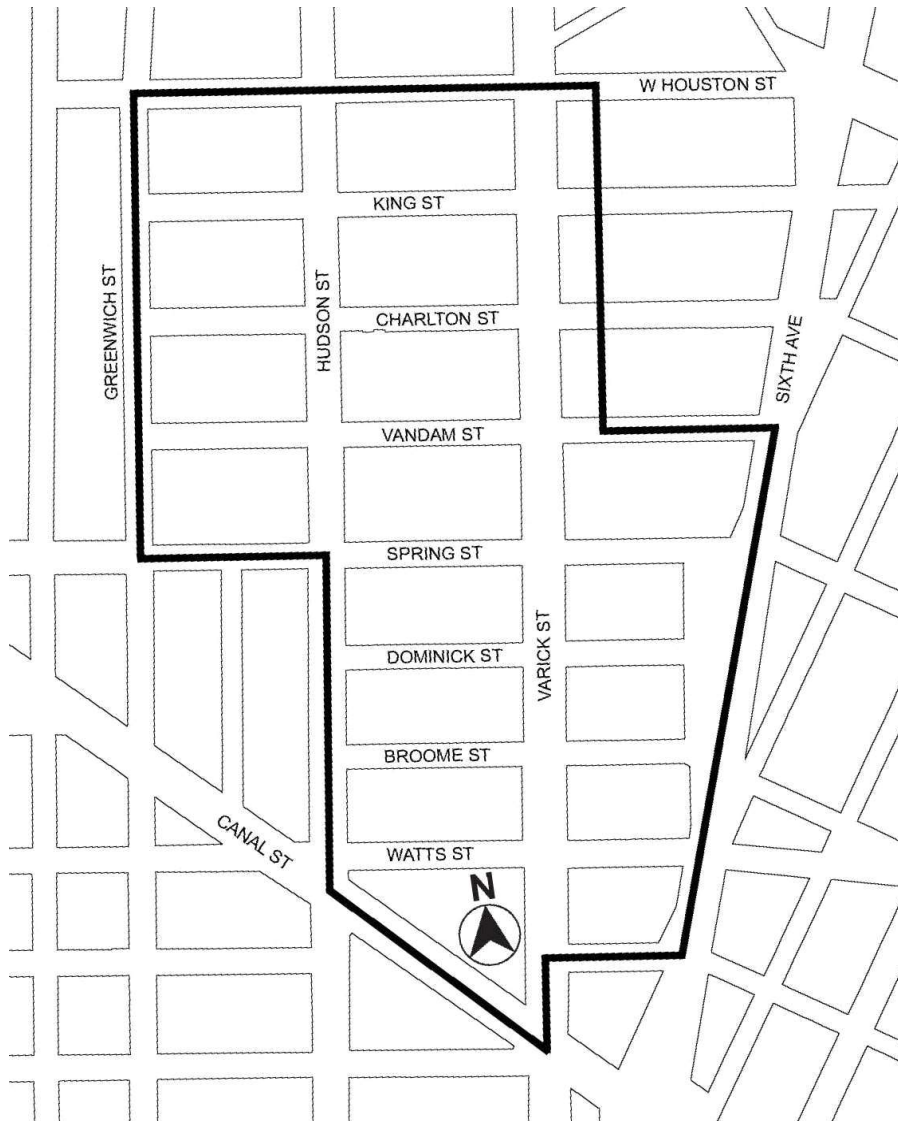 W HOUSTON ST
KING ST
GREENWICH ST
HUDSON ST
CHARLTON ST
SIXTH AVE
VANDAM ST
SPRING ST
VARICK ST
DOMINICK ST
BROOME ST
CANAL ST
WATTS ST
N